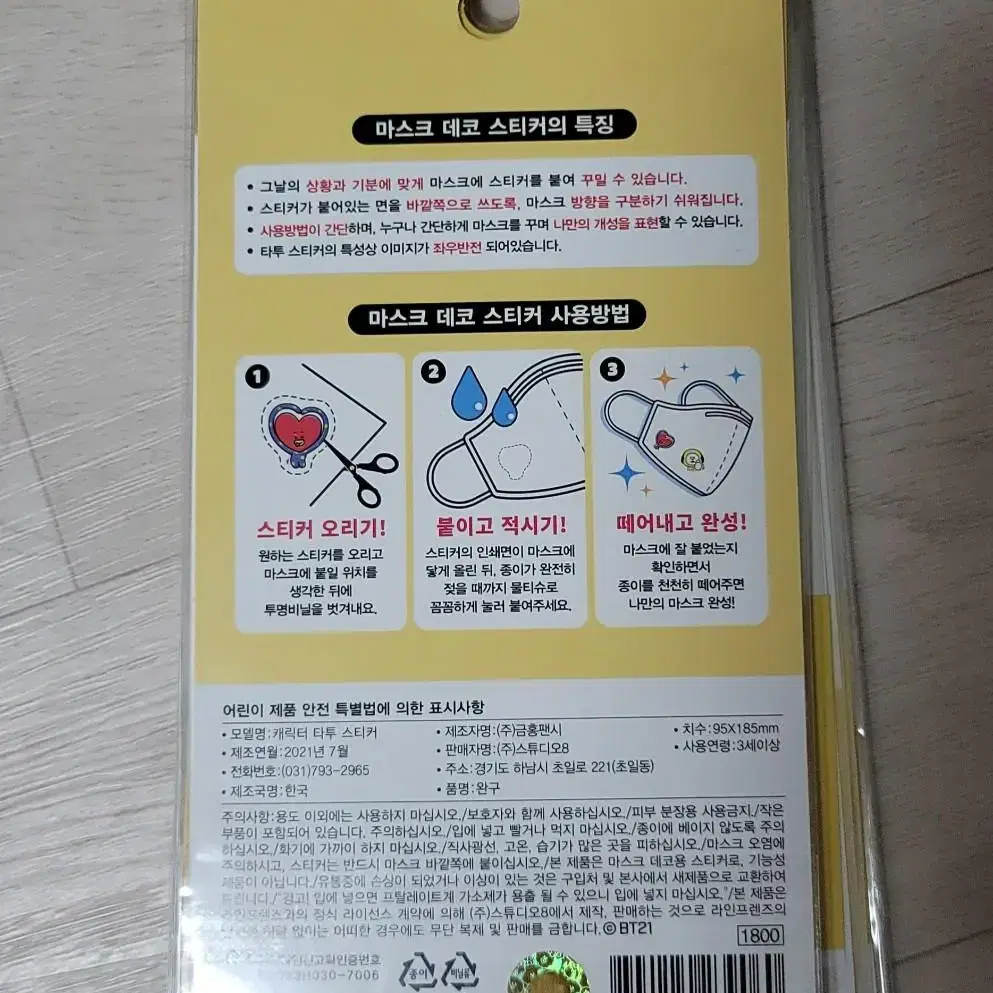 마스크 데코 스티커의 특징
• 그날의 상황과 기분에 맞게 마스크에 스티커를 붙여 꾸밀 수 있습니다.
• 스티커가 붙어있는 면을 바깥쪽으로 쓰도록, 마스크 방향을 구분하기 쉬워집니다.
• 사용방법이 간단하며, 누구나 간단하게 마스크를 꾸며 나만의 개성을 표현할 수 있습니다.
• 타투 스티커의 특성상 이미지가 좌우반전 되어있습니다.
마스크 데코 스티커 사용방법
1
스티커 오리기!
원하는 스티커를 오리고
마스크에 붙일 위치를
생각한 뒤에
투명비닐을 벗겨내요.
2
붙이고 적시기!
스티커의 인쇄면이 마스크에
닿게 올린 뒤, 종이가 완전히
젖을 때까지 물티슈로
꼼꼼하게 눌러 붙여주세요.
3
떼어내고 완성!
마스크에 잘 붙었는지
확인하면서
종이를 천천히 떼어주면
나만의 마스크 완성!
어린이 제품 안전 특별법에 의한 표시사항
• 모델명:캐릭터 타투 스티커
• 제조연월:2021년 7월
• 전화번호:(031)793-2965
• 제조국명:한국
• 제조자명:(주)금홍팬시
• 판매자명:(주)스튜디오8
• 주소:경기도 하남시 초일로 221(초일동)
• 품명:완구
• 치수:95X185mm
• 사용연령:3세이상
주의사항:용도 이외에는 사용하지 마십시오./보호자와 함께 사용하십시오./피부 분장용 사용금지./작은
부품이 포함되어 있습니다. 주의하십시오./입에 넣고 빨거나 먹지 마십시오./종이에 베이지 않도록 주의
하십시오./화기에 가까이 하지 마십시오./직사광선, 고온, 습기가 많은 곳을 피하십시오./마스크 오염에
주의하시고, 스티커는 반드시 마스크 바깥쪽에 붙이십시오./본 제품은 마스크 데코용 스티커로, 기능성
제품이 아닙니다./유통중에 손상이 되었거나 이상이 있는 것은 구입처 및 본사에서 새제품으로 교환하여
드립니다./"경고! 입에 넣으면 프탈레이트계 가소제가 용출 될 수 있으니 입에 넣지 마십시오."/본 제품은
라인프렌즈와의 정식 라이선스 계약에 의해 (주)스튜디오8에서 제작, 판매하는 것으로 라인프렌즈의
없이는 어떠한 경우에도 무단 복제 및 판매를 금합니다. ⓒBT21
1800
확인증번호
030-7006
종이
비닐류